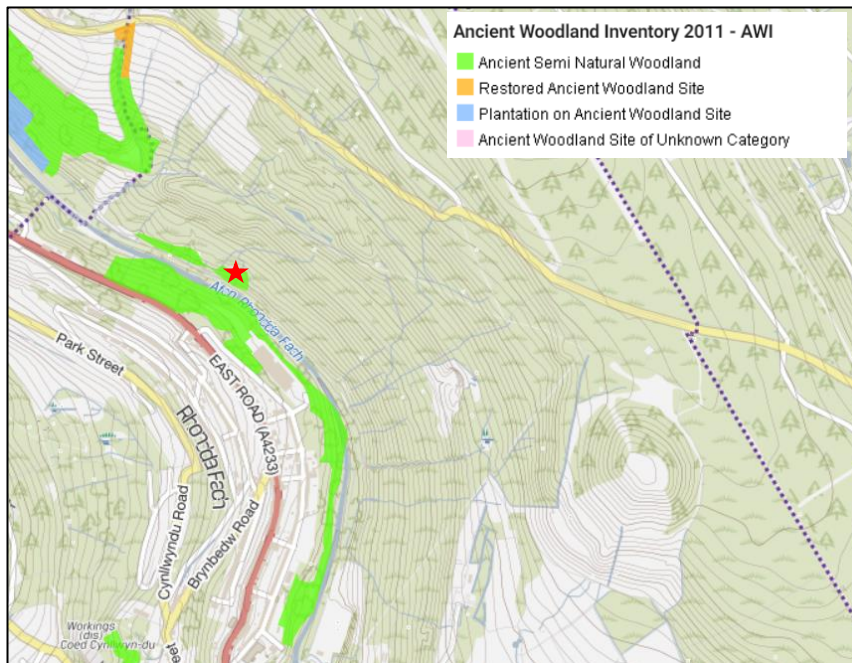 Ancient Woodland Inventory 2011 - AWI
Ancient Semi Natural Woodland
Restored Ancient Woodland Site
Plantation on Ancient Woodland Site
Ancient Woodland Site of Unknown Category
Afon Rhondda Fach
Park Street
EAST ROAD (A4233)
Rhondda Fach
Cynllwyndu Road
Brynbedw Road
Workings
(dis)
Coed Cynllwyn-du